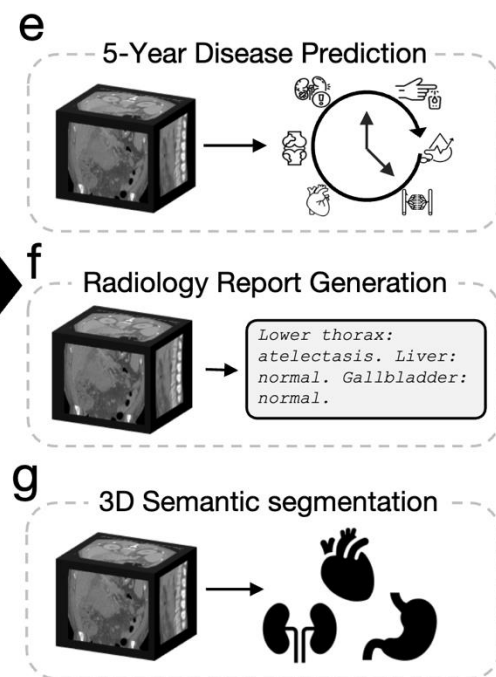 e
5-Year Disease Prediction
f
Radiology Report Generation
Lower thorax:
atelectasis. Liver:
normal. Gallbladder:
normal.
g
3D Semantic segmentation